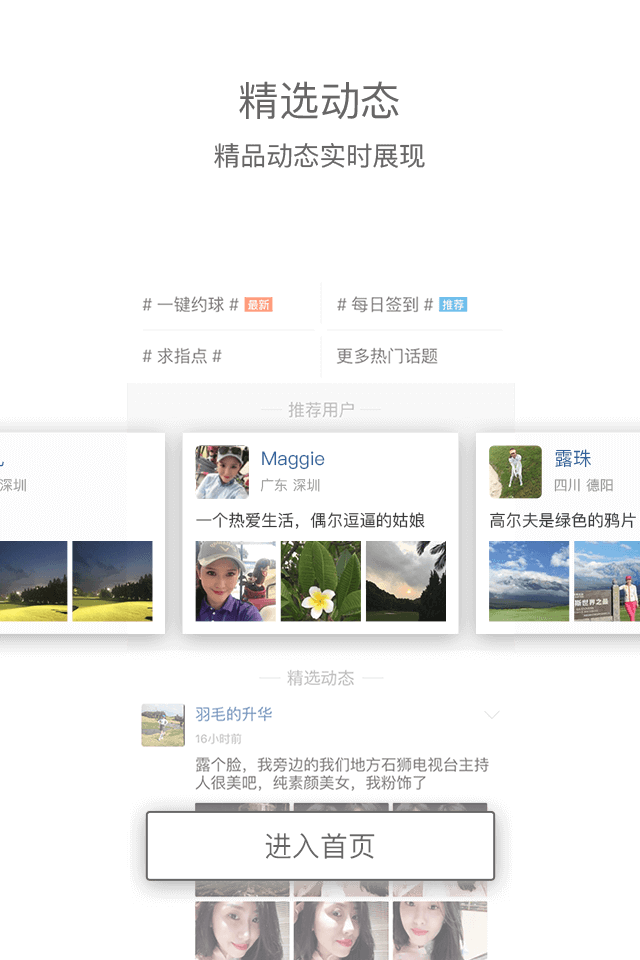 精选动态
精品动态实时展现
# 一键约球 # 最新
# 每日签到 # 推荐
# 求指点 #
更多热门话题
推荐用户
深圳
Maggie
广东 深圳
一个热爱生活，偶尔逗逼的姑娘
露珠
四川 德阳
高尔夫是绿色的鸦片
精选动态
羽毛的升华
16小时前
露个脸，我旁边的我们地方石狮电视台主持
人很美吧，纯素颜美女，我粉饰了
进入首页